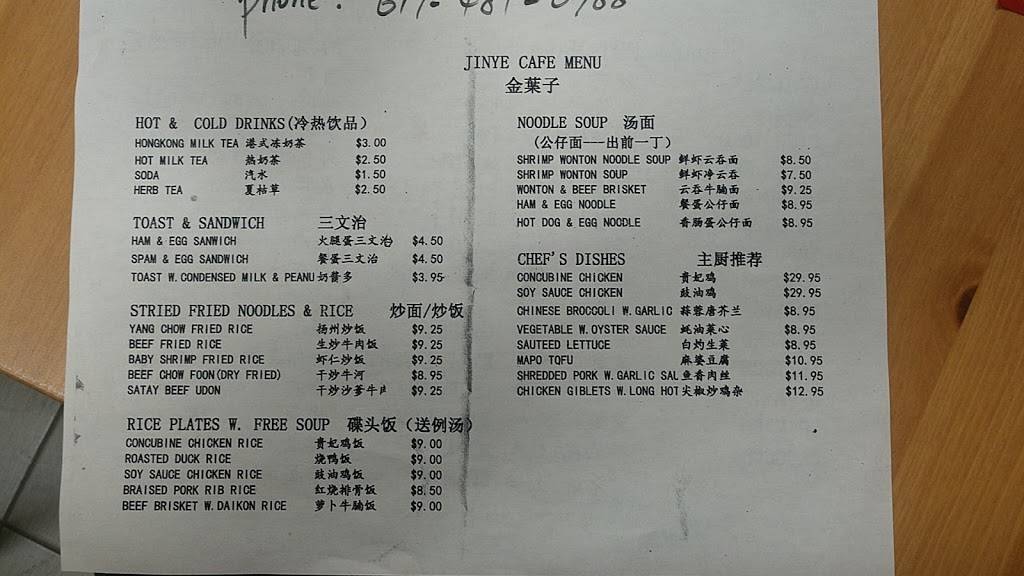 phone: 617-481-0988
JINYE CAFE MENU
金葉子
HOT & COLD DRINKS(冷热饮品)
HONGKONG MILK TEA 港式冻奶茶 $3.00
HOT MILK TEA 热奶茶 $2.50
SODA 汽水 $1.50
HERB TEA 夏枯草 $2.50
TOAST & SANDWICH 三文治
HAM & EGG SANWICH 火腿蛋三文治 $4.50
SPAM & EGG SANDWICH 餐蛋三文治 $4.50
TOAST W.CONDENSED MILK & PEANU 奶酱多 $3.95
STRIED FRIED NOODLES & RICE 炒面/炒饭
YANG CHOW FRIED RICE 扬州炒饭 $9.25
BEEF FRIED RICE 生炒牛肉饭 $9.25
BABY SHRIMP FRIED RICE 虾仁炒饭 $9.25
BEEF CHOW FOON(DRY FRIED) 干炒牛河 $8.95
SATAY BEEF UDON 干炒沙爹牛 $9.25
RICE PLATES W. FREE SOUP 碟头饭(送例汤)
CONCUBINE CHICKEN RICE 贵妃鸡饭 $9.00
ROASTED DUCK RICE 烧鸭饭 $9.00
SOY SAUCE CHICKEN RICE 豉油鸡饭 $9.00
BRAISED PORK RIB RICE 红烧排骨饭 $8.50
BEEF BRISKET W.DAIKON RICE 萝卜牛腩饭 $9.00
NOODLE SOUP 汤面
(公仔面---出前一丁)
SHRIMP WONTON NOODLE SOUP 鲜虾云吞面 $8.50
SHRIMP WONTON SOUP 鲜虾净云吞 $7.50
WONTON & BEEF BRISKET 云吞牛腩面 $9.25
HAM & EGG NOODLE 餐蛋公仔面 $8.95
HOT DOG & EGG NOODLE 香肠蛋公仔面 $8.95
CHEF'S DISHES 主厨推荐
CONCUBINE CHICKEN 贵妃鸡 $29.95
SOY SAUCE CHICKEN 豉油鸡 $29.95
CHINESE BROCCOLI W.GARLIC 蒜蓉唐芥兰 $8.95
VEGETABLE W.OYSTER SAUCE 蚝油菜心 $8.95
SAUTEED LETTUCE 白灼生菜 $8.95
MAPO TOFU 麻婆豆腐 $10.95
SHREDDED PORK W.GARLIC SAL 鱼香肉丝 $11.95
CHICKEN GIBLETS W.LONG HOT 尖椒炒鸡杂 $12.95